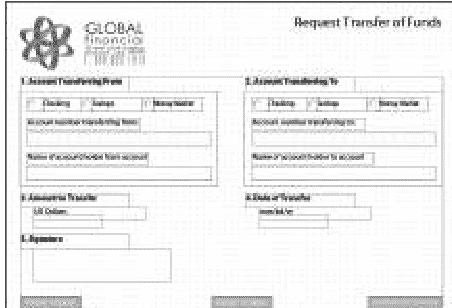 GLOBAL
financial
Request Transfer of Funds
1. Account Transferring From
Checking Savings Money Market
Account number transferring from:
Name of account holder from account
2. Account Transferring To
Checking Savings Money Market
Account number transferring to:
Name of account holder to account
3. Amount to Transfer
US Dollars
4. Date of Transfer
mm/dd/yy
5. Signature